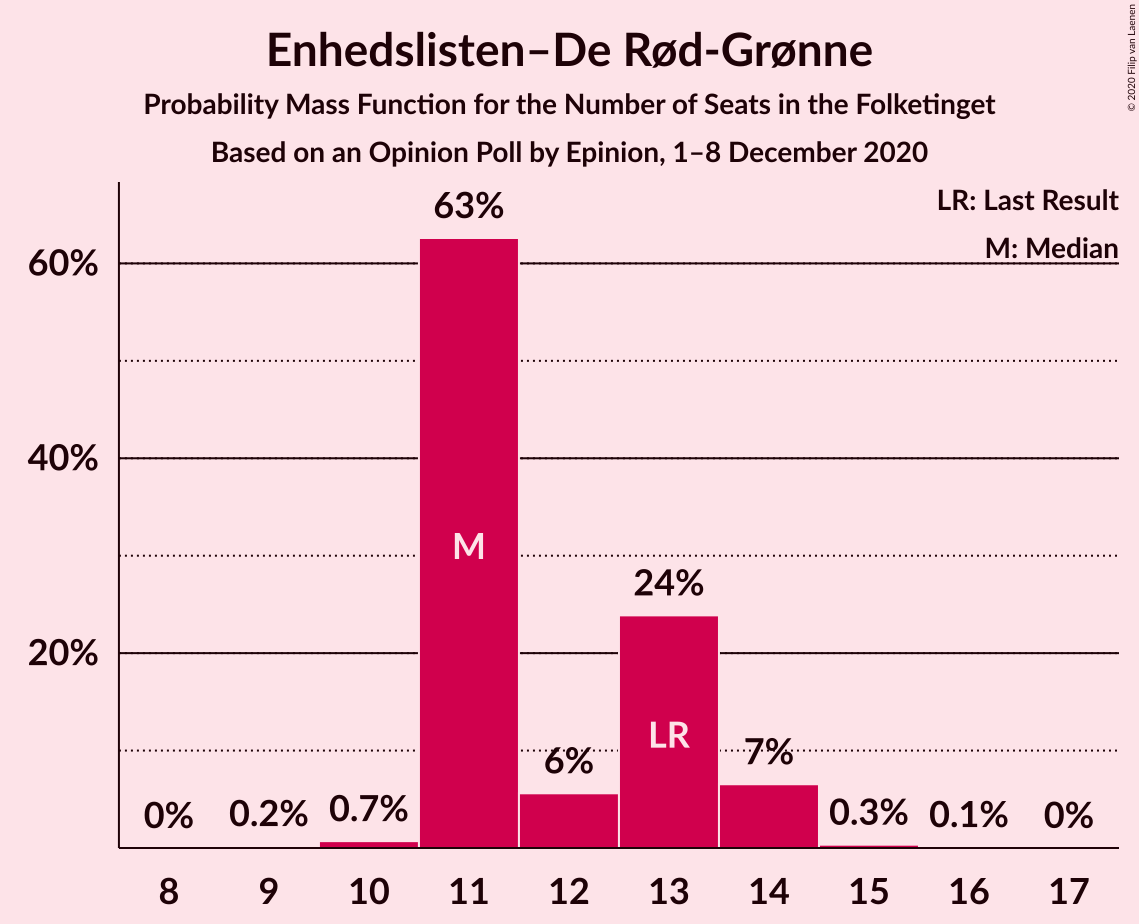 Enhedslisten–De Rød-Grønne
Probability Mass Function for the Number of Seats in the Folketinget
Based on an Opinion Poll by Epinion, 1–8 December 2020
© 2020 Filip van Laenen
LR: Last Result
M: Median
60%
40%
20%
63%
M
24%
LR
0%
0.2%
0.7%
6%
7%
0.3%
0.1%
0%
8 9 10 11 12 13 14 15 16 17